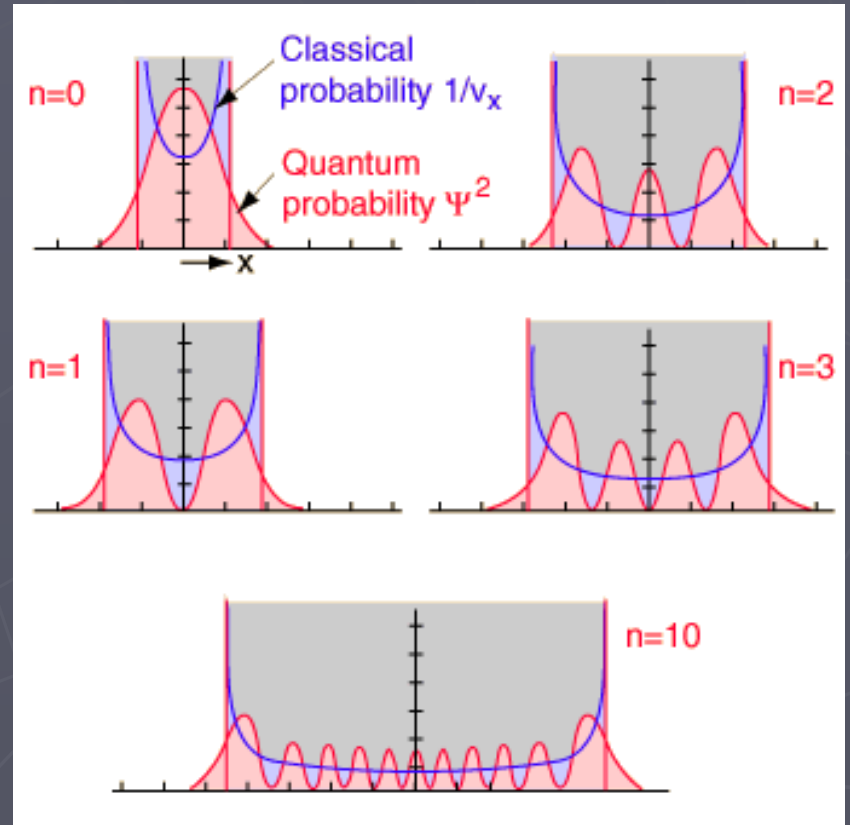 n=0
Classical
probability 1/vₓ
Quantum
probability Ψ²
x
n=2
n=1
n=3
n=10